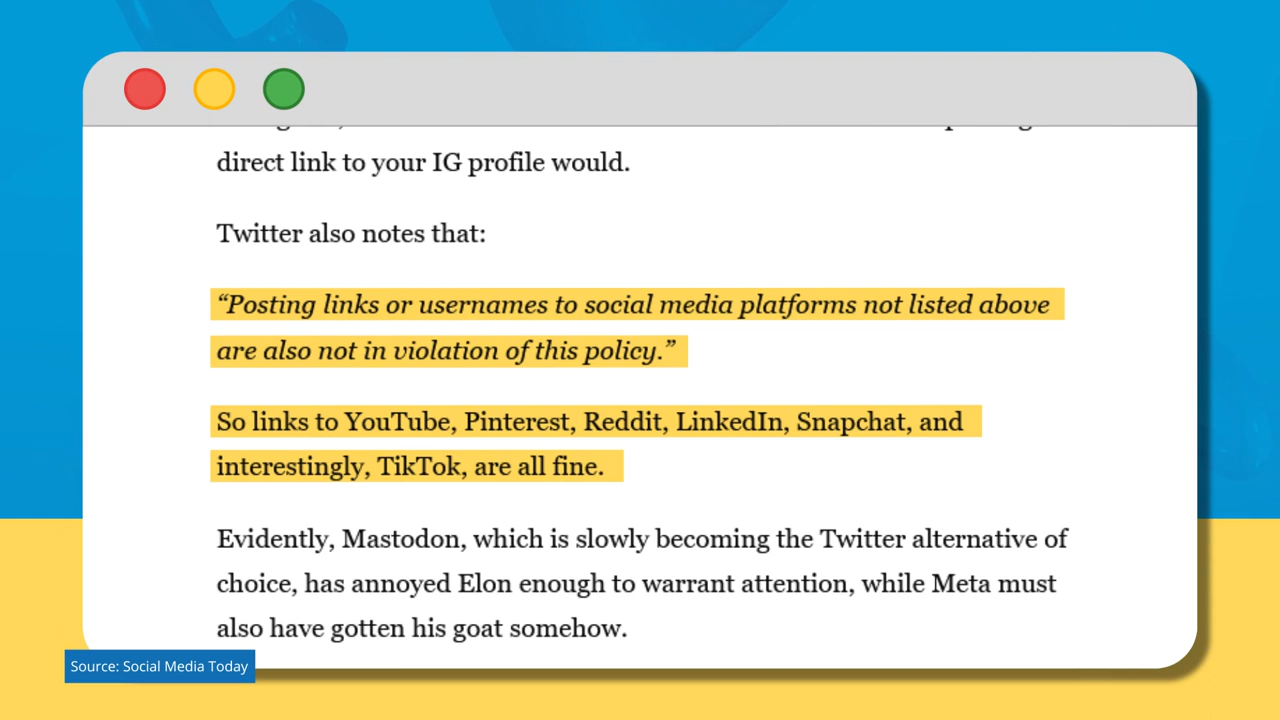 direct link to your IG profile would.
Twitter also notes that:
“Posting links or usernames to social media platforms not listed above
are also not in violation of this policy.”
So links to YouTube, Pinterest, Reddit, LinkedIn, Snapchat, and
interestingly, TikTok, are all fine.
Evidently, Mastodon, which is slowly becoming the Twitter alternative of
choice, has annoyed Elon enough to warrant attention, while Meta must
also have gotten his goat somehow.
Source: Social Media Today